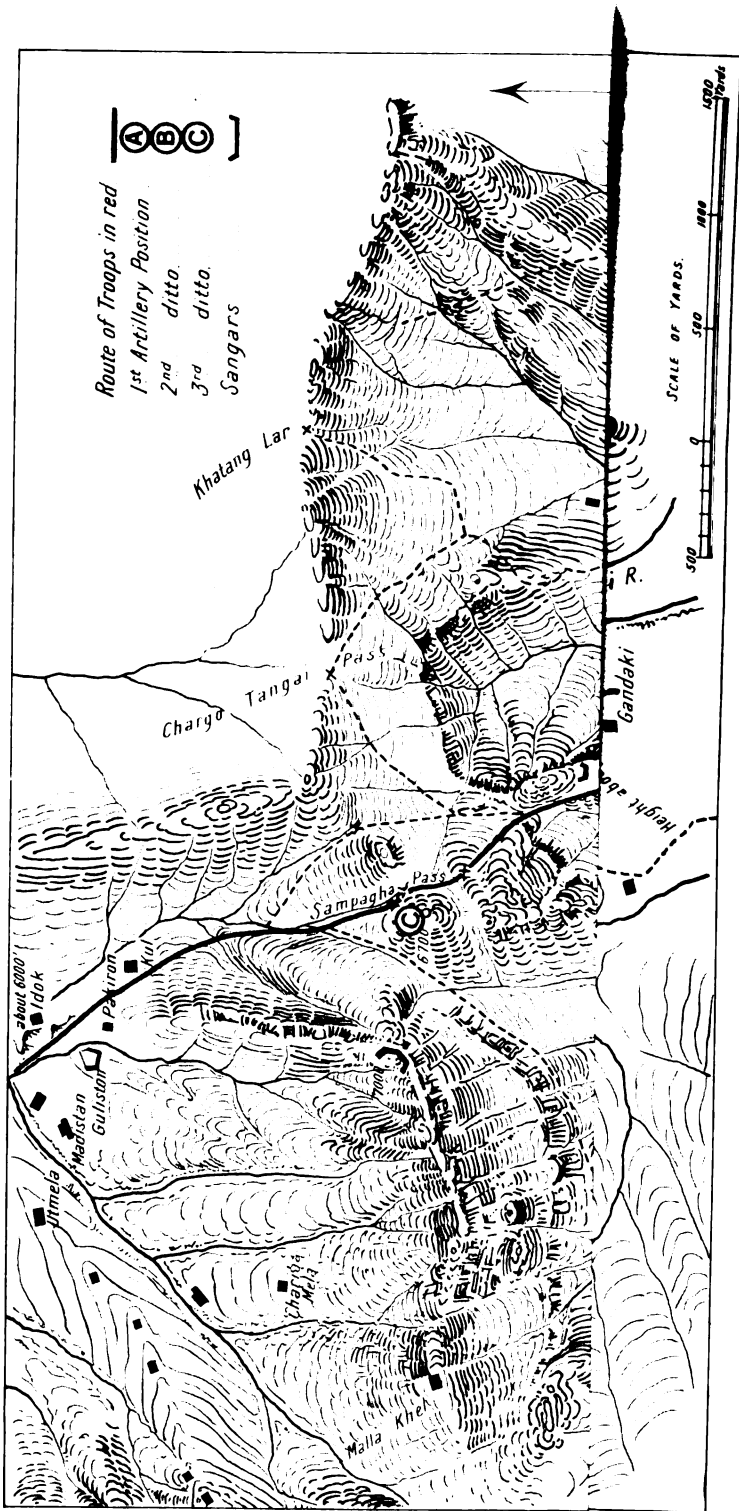 Route of Troops in red
1st Artillery Position A
2nd ditto. B
3rd ditto. C
Sangars
Khatang Lar
Chargo Tangai Pass
Sampagha Pass
C
about 6000'
Idok
Kul
Madistan
Gulistan
Utmela
Mela
Malla Khel
7000'
Gandaki
Height abo
R.
SCALE OF YARDS.
500 0 500 1000 1500
Yards